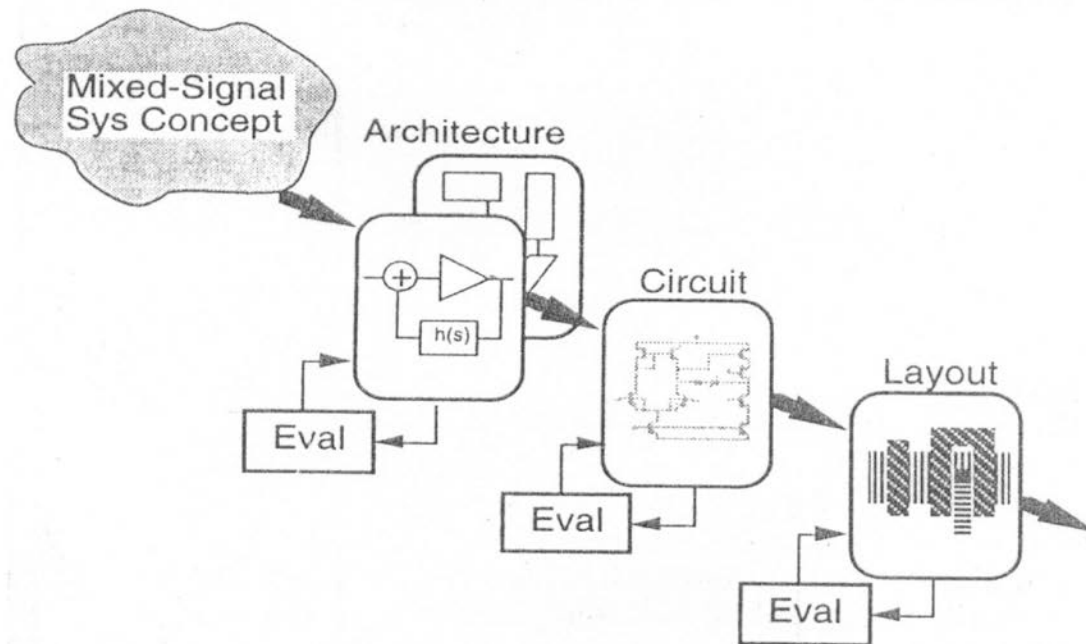 Mixed-Signal
Sys Concept
Architecture
h(s)
Eval
Circuit
Eval
Layout
Eval